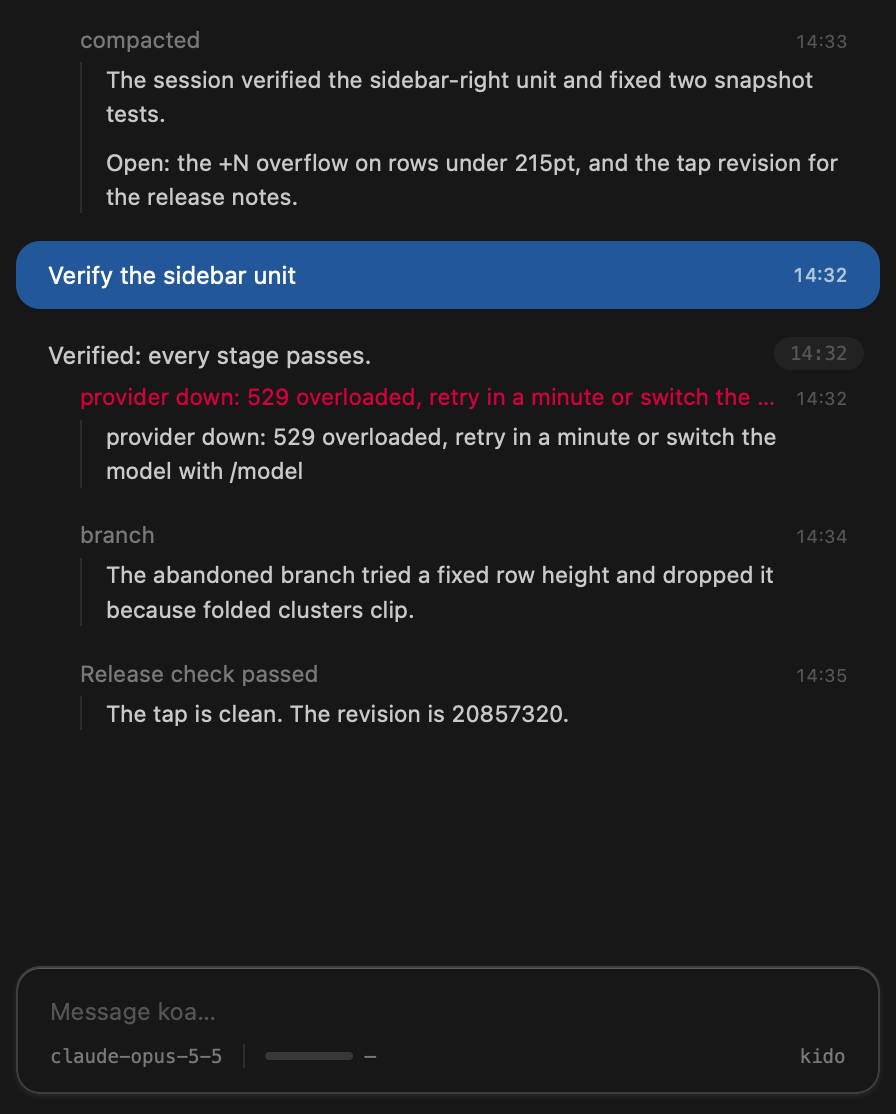 compacted 14:33
The session verified the sidebar-right unit and fixed two snapshot
tests.
Open: the +N overflow on rows under 215pt, and the tap revision for
the release notes.
Verify the sidebar unit 14:32
Verified: every stage passes. 14:32
provider down: 529 overloaded, retry in a minute or switch the ... 14:32
provider down: 529 overloaded, retry in a minute or switch the
model with /model
branch 14:34
The abandoned branch tried a fixed row height and dropped it
because folded clusters clip.
Release check passed 14:35
The tap is clean. The revision is 20857320.
Message koa...
claude-opus-5-5 — kido